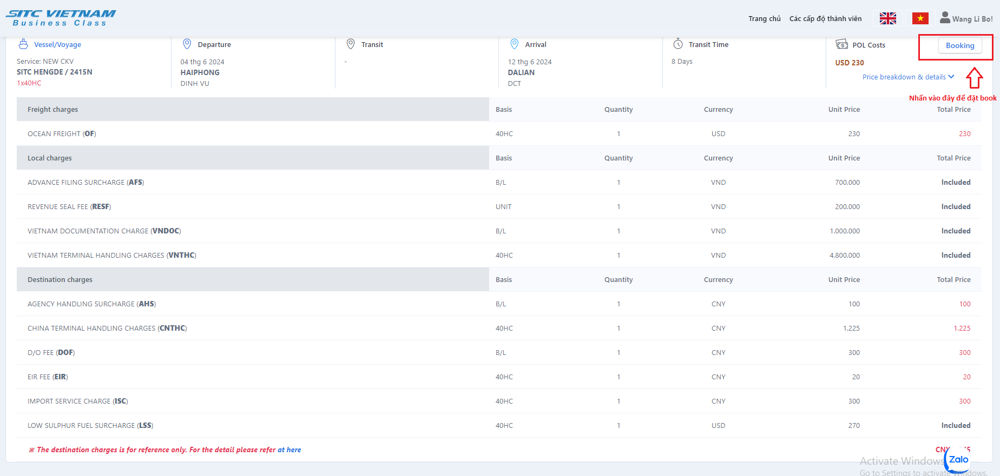 SITC VIETNAM
Business Class
Trang chủ Các cấp độ thành viên Wang Li Bo!
Vessel/Voyage Departure Transit Arrival Transit Time POL Costs Booking
Service: NEW CKV 04 thg 6 2024 - 12 thg 6 2024 8 Days USD 230
SITC HENGDE / 2415N HAIPHONG DALIAN
1x40HC DINH VU DCT Price breakdown & details
Nhấn vào đây để đặt book
Freight charges Basis Quantity Currency Unit Price Total Price
OCEAN FREIGHT (OF) 40HC 1 USD 230 230
Local charges Basis Quantity Currency Unit Price Total Price
ADVANCE FILING SURCHARGE (AFS) B/L 1 VND 700.000 Included
REVENUE SEAL FEE (RESF) UNIT 1 VND 200.000 Included
VIETNAM DOCUMENTATION CHARGE (VNDOC) B/L 1 VND 1.000.000 Included
VIETNAM TERMINAL HANDLING CHARGES (VNTHC) 40HC 1 VND 4.800.000 Included
Destination charges Basis Quantity Currency Unit Price Total Price
AGENCY HANDLING SURCHARGE (AHS) B/L 1 CNY 100 100
CHINA TERMINAL HANDLING CHARGES (CNTHC) 40HC 1 CNY 1.225 1.225
D/O FEE (DOF) B/L 1 CNY 300 300
EIR FEE (EIR) 40HC 1 CNY 20 20
IMPORT SERVICE CHARGE (ISC) 40HC 1 CNY 300 300
LOW SULPHUR FUEL SURCHARGE (LSS) 40HC 1 USD 270 Included
※ The destination charges is for reference only. For the detail please refer at here CNY
Activate Windows Zalo
Go to Settings to activate Windows.